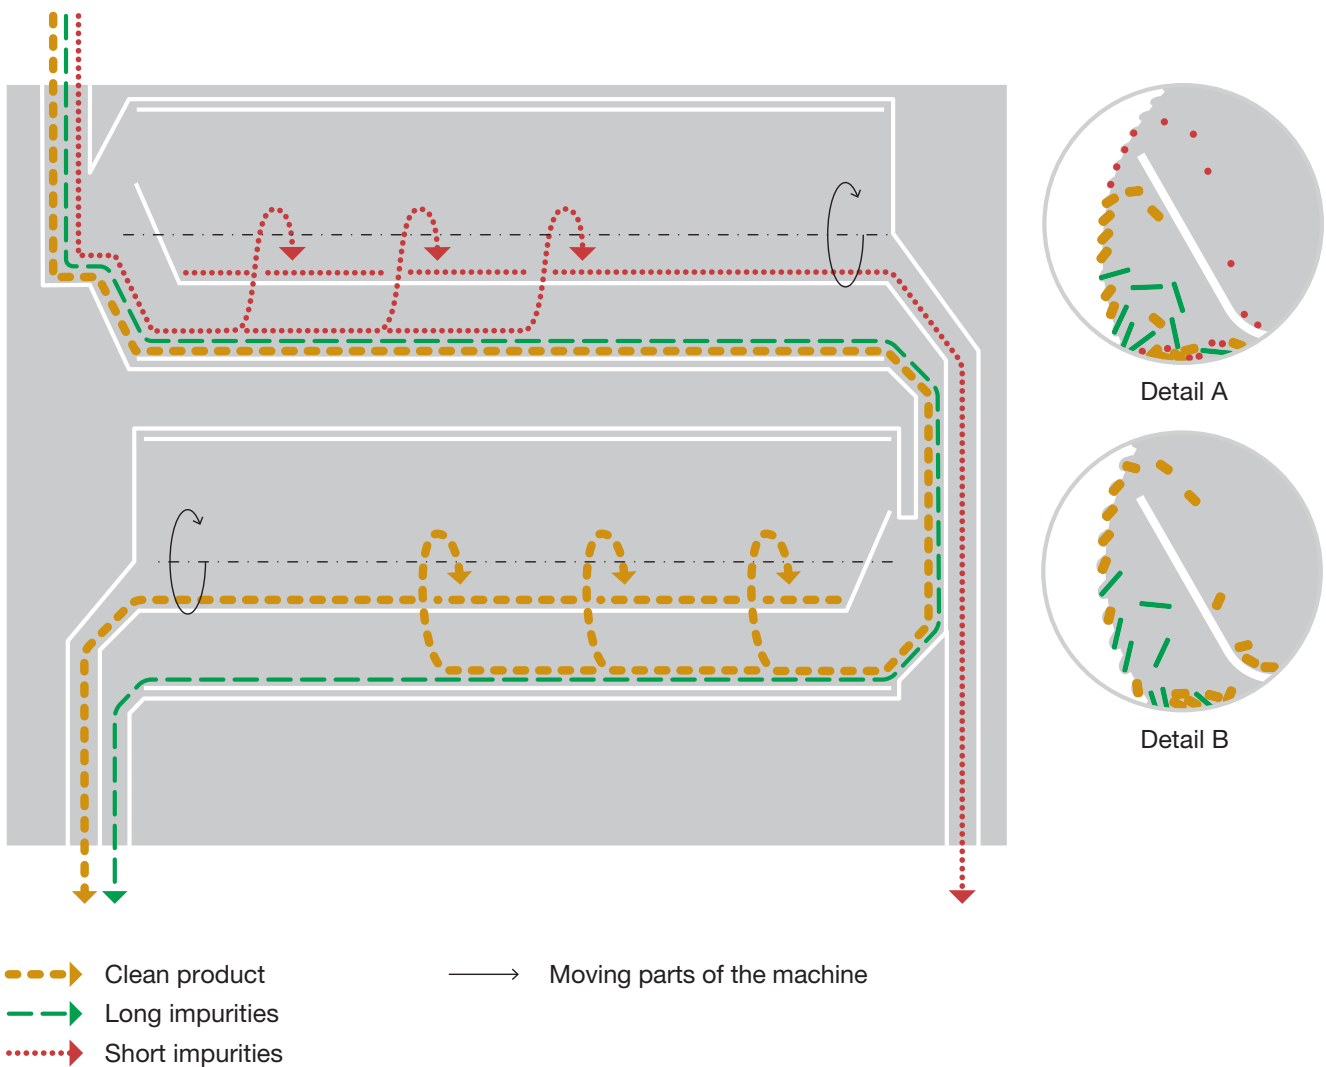 Detail A
Detail B
Clean product
Moving parts of the machine
Long impurities
Short impurities